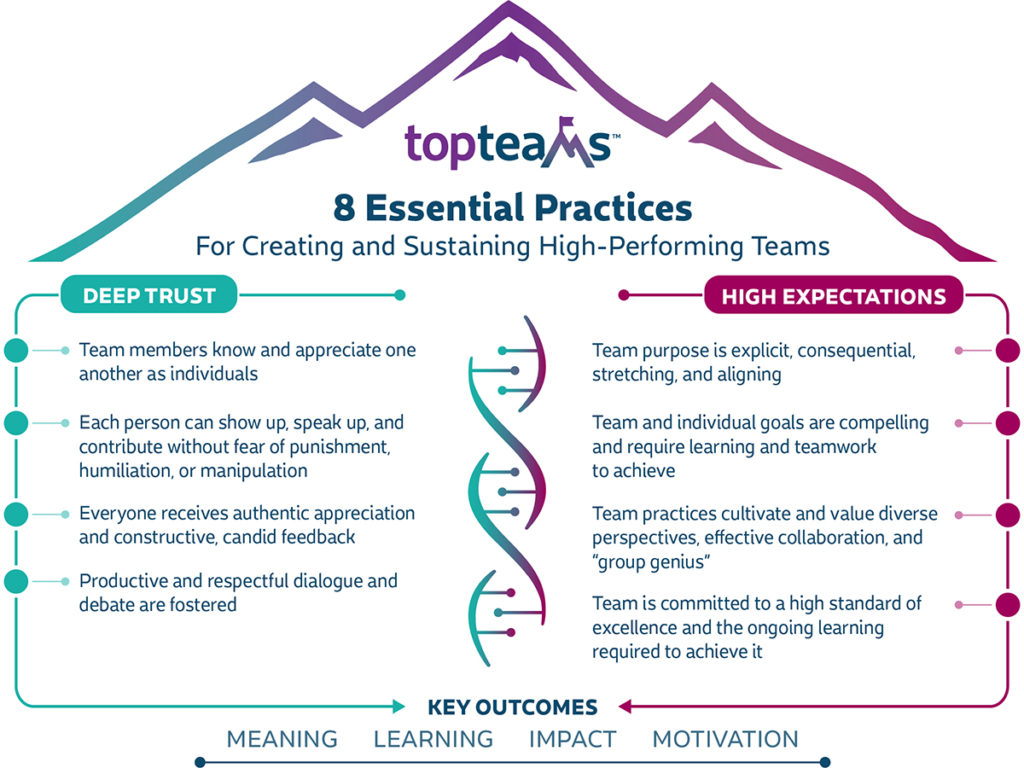 topteams™
8 Essential Practices
For Creating and Sustaining High-Performing Teams
DEEP TRUST
Team members know and appreciate one
another as individuals
Each person can show up, speak up, and
contribute without fear of punishment,
humiliation, or manipulation
Everyone receives authentic appreciation
and constructive, candid feedback
Productive and respectful dialogue and
debate are fostered
HIGH EXPECTATIONS
Team purpose is explicit, consequential,
stretching, and aligning
Team and individual goals are compelling
and require learning and teamwork
to achieve
Team practices cultivate and value diverse
perspectives, effective collaboration, and
“group genius”
Team is committed to a high standard of
excellence and the ongoing learning
required to achieve it
KEY OUTCOMES
MEANING LEARNING IMPACT MOTIVATION